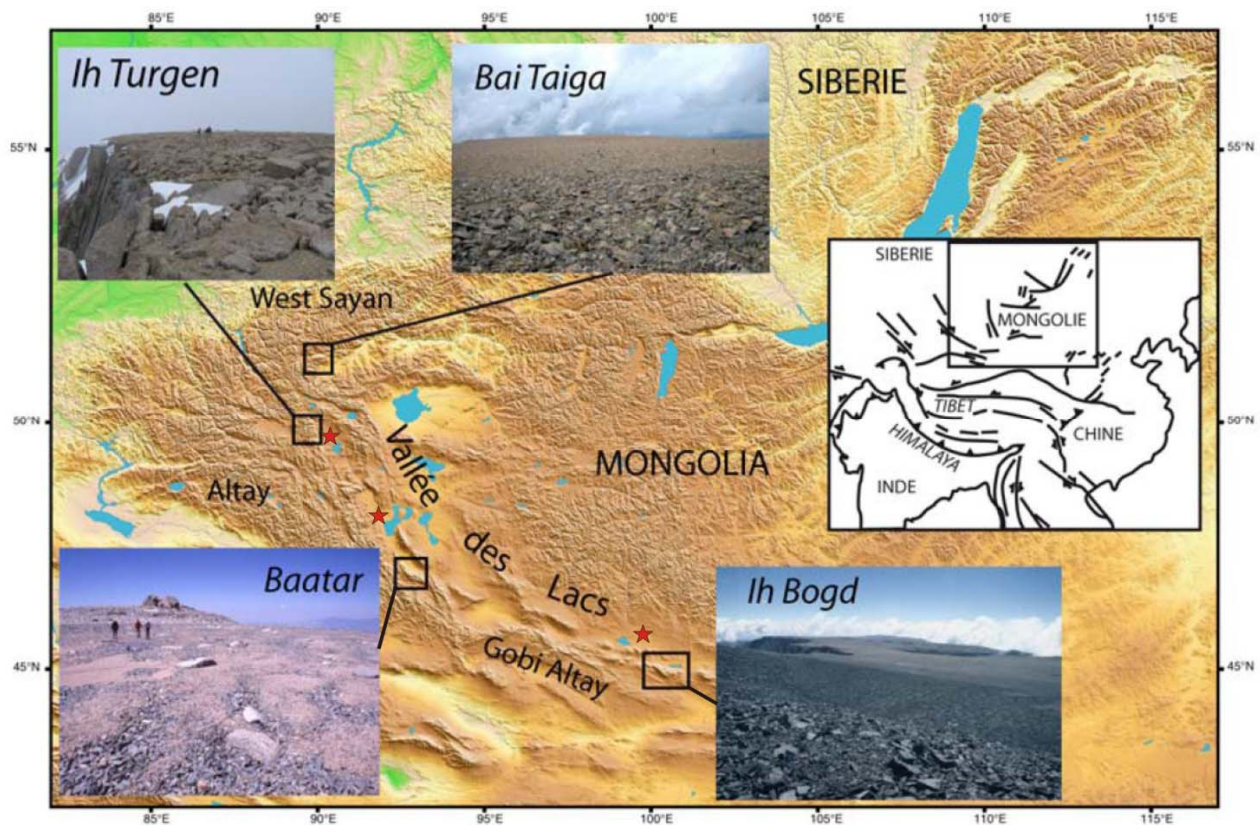 85°E 90°E 95°E 100°E 105°E 110°E 115°E
Ih Turgen
Bai Taiga
SIBERIE
55°N
55°N
West Sayan
SIBERIE
MONGOLIE
TIBET
HIMALAYA
CHINE
INDE
50°N
50°N
MONGOLIA
Altay
Vallée
des
Lacs
Baatar
Ih Bogd
Gobi Altay
45°N
45°N
85°E 90°E 95°E 100°E 105°E 110°E 115°E